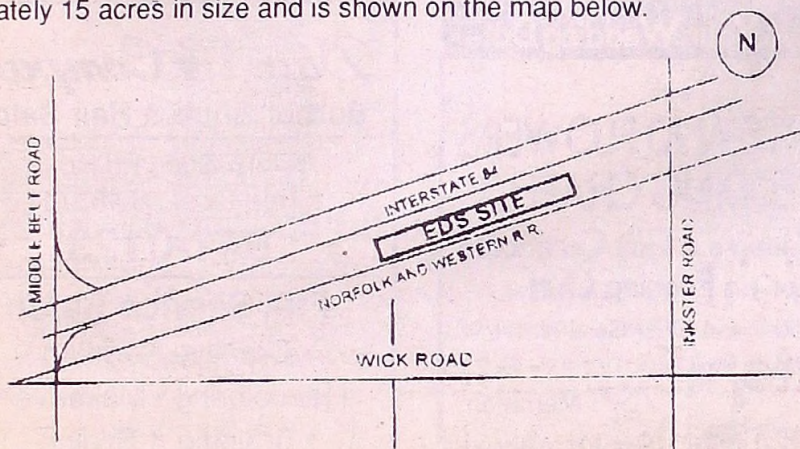 ately 15 acres in size and is shown on the map below.
N
MIDDLE BELT ROAD
INTERSTATE 94
EDS SITE
NORFOLK AND WESTERN R.R.
INKSTER ROAD
WICK ROAD